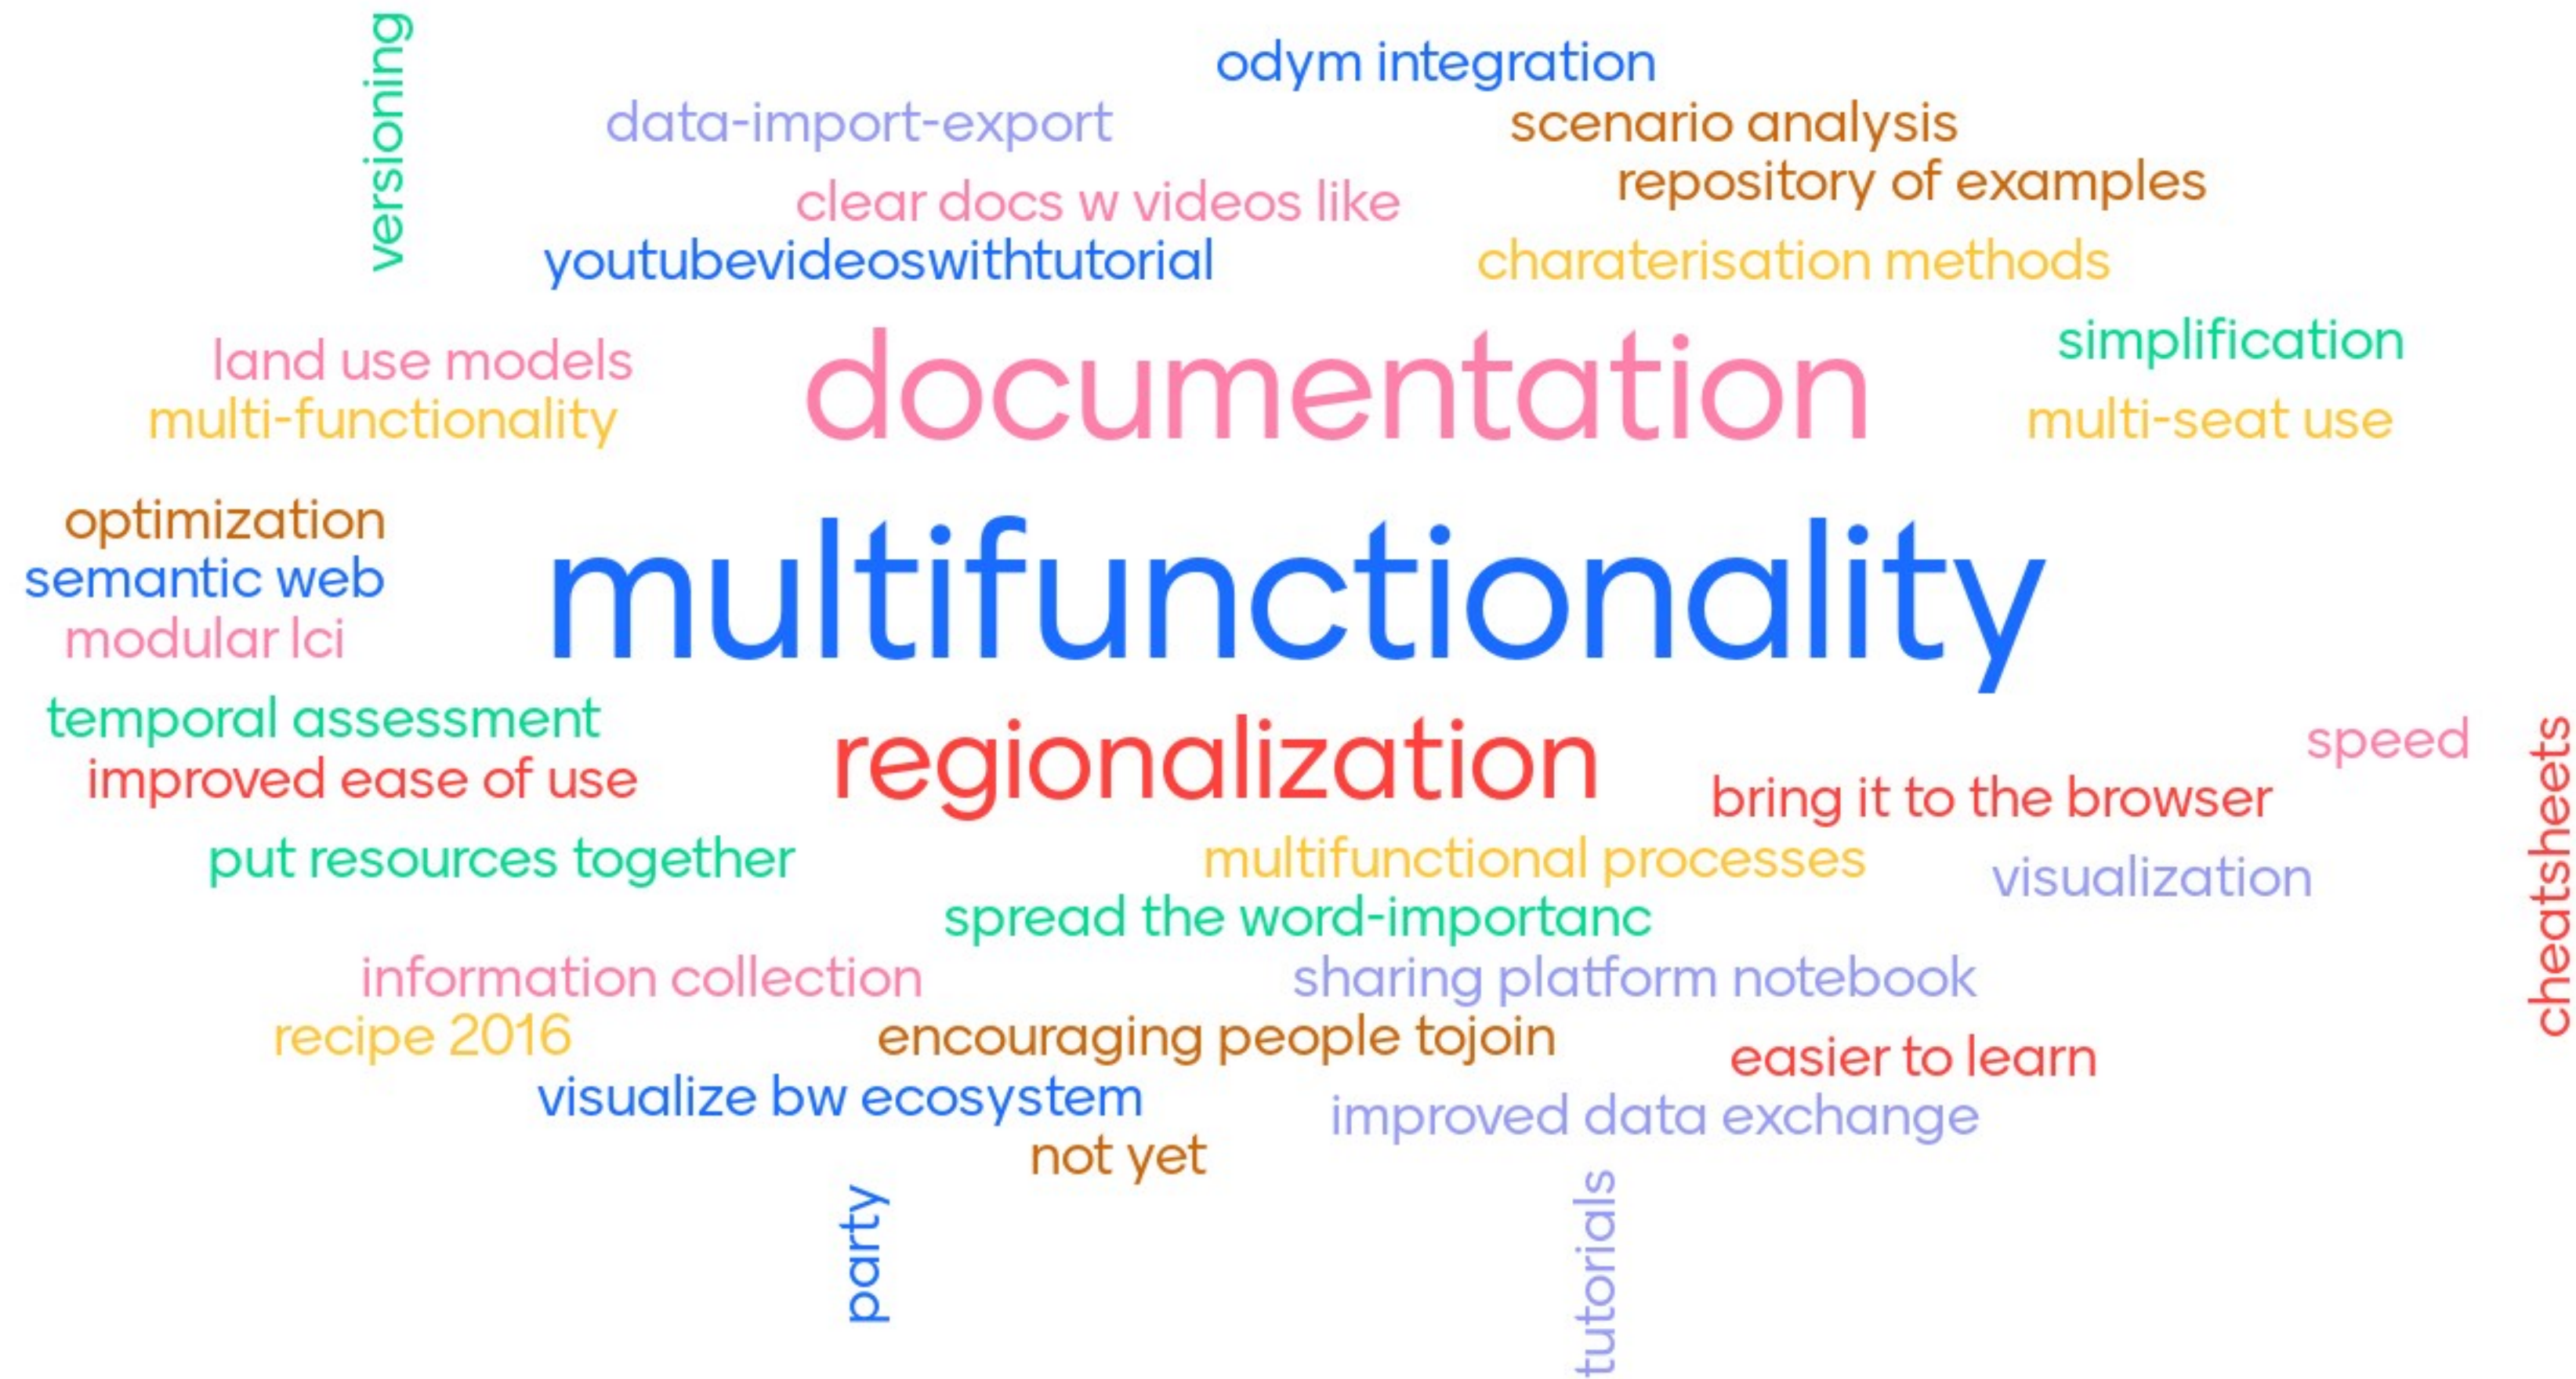 versioning
odym integration
data-import-export
scenario analysis
repository of examples
clear docs w videos like
youtubevideoswithtutorial
charaterisation methods
land use models
documentation
simplification
multi-functionality
multi-seat use
optimization
semantic web
multifunctionality
modular lci
temporal assessment
regionalization
speed
cheatsheets
improved ease of use
bring it to the browser
put resources together
multifunctional processes
visualization
spread the word-importanc
information collection
sharing platform notebook
recipe 2016
encouraging people tojoin
easier to learn
visualize bw ecosystem
improved data exchange
not yet
party
tutorials